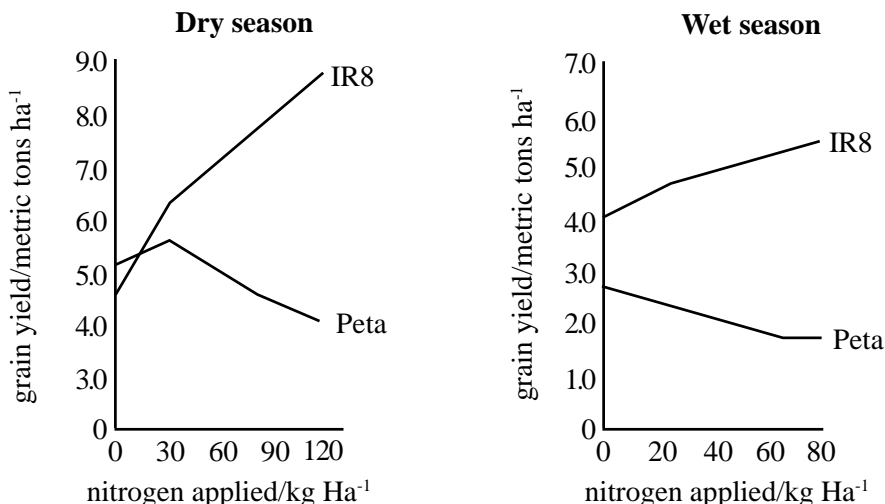 Dry season
grain yield/metric tons ha⁻¹
9.0
8.0
7.0
6.0
5.0
4.0
3.0
0
IR8
Peta
0 30 60 90 120
nitrogen applied/kg Ha⁻¹
Wet season
grain yield/metric tons ha⁻¹
7.0
6.0
5.0
4.0
3.0
2.0
1.0
0
IR8
Peta
0 20 40 60 80
nitrogen applied/kg Ha⁻¹